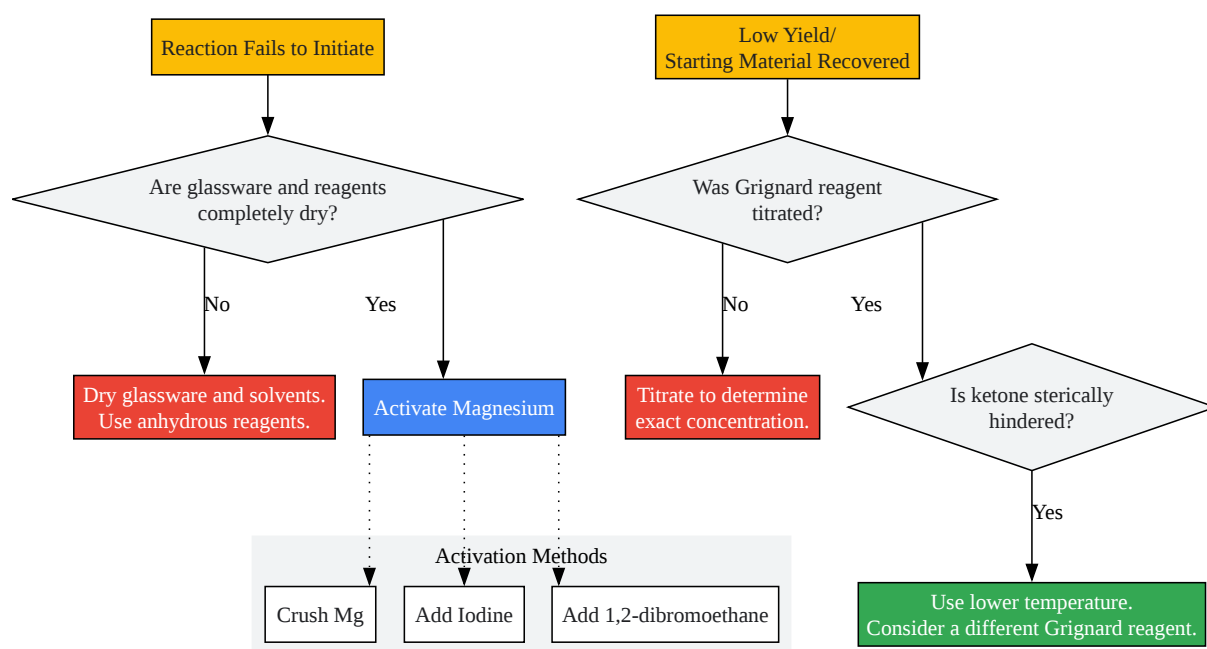 Reaction Fails to Initiate
Low Yield/
Starting Material Recovered
Are glassware and reagents
completely dry?
Was Grignard reagent
titrated?
No
Yes
No
Yes
Dry glassware and solvents.
Use anhydrous reagents.
Activate Magnesium
Titrate to determine
exact concentration.
Is ketone sterically
hindered?
Yes
Activation Methods
Crush Mg
Add Iodine
Add 1,2-dibromoethane
Use lower temperature.
Consider a different Grignard reagent.